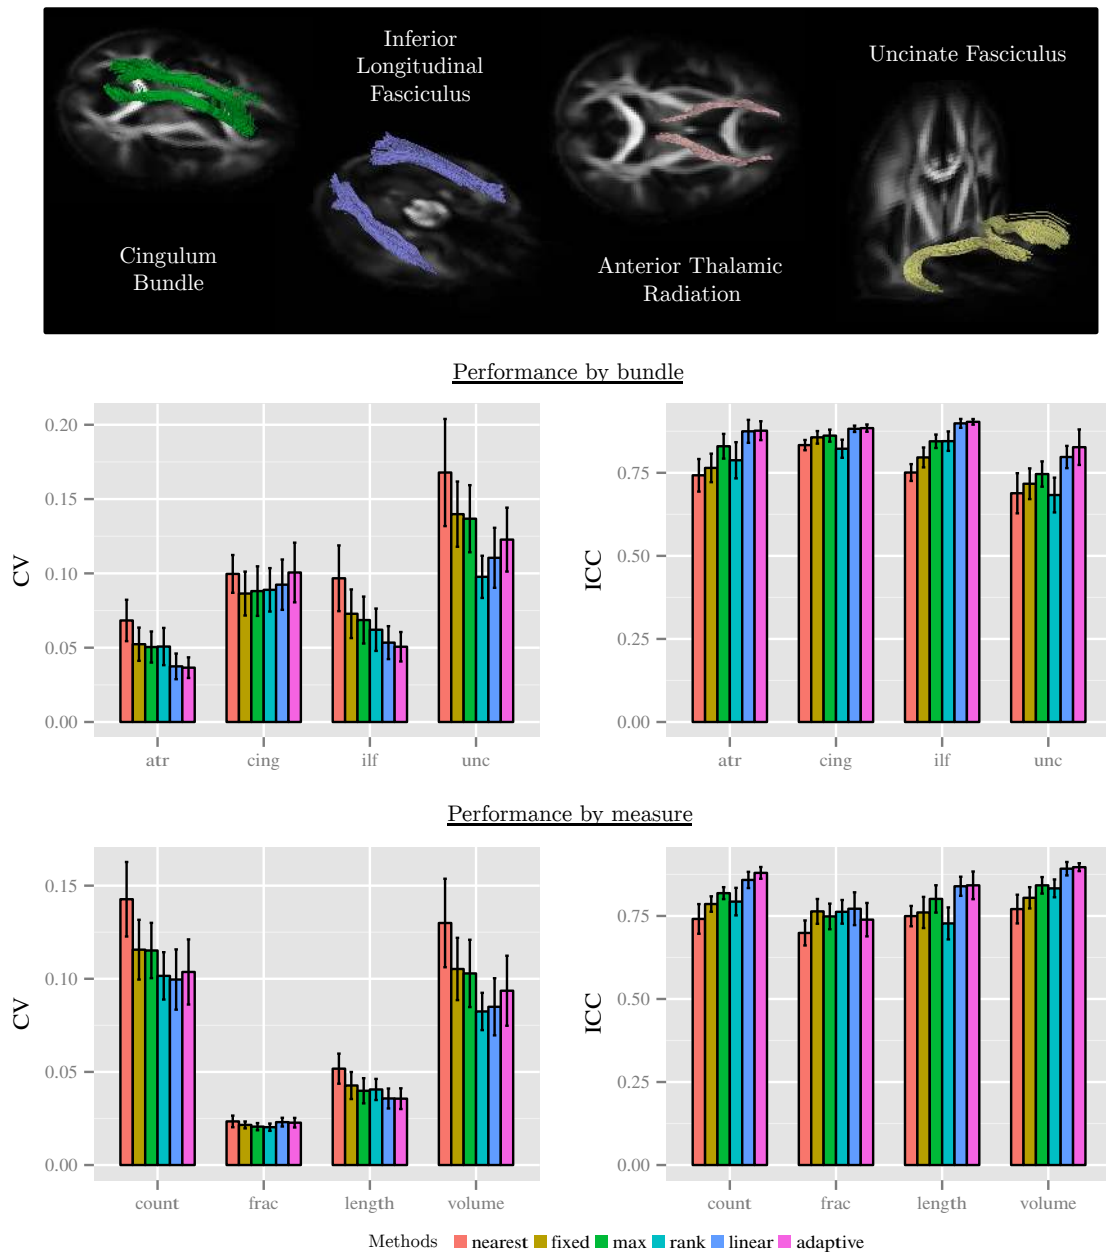 Inferior
Longitudinal
Fasciculus
Uncinate Fasciculus
Cingulum
Bundle
Anterior Thalamic
Radiation
Performance by bundle
CV
0.20
0.15
0.10
0.05
0.00
atr cing ilf unc
ICC
0.75
0.50
0.25
0.00
atr cing ilf unc
Performance by measure
CV
0.15
0.10
0.05
0.00
count frac length volume
ICC
0.75
0.50
0.25
0.00
count frac length volume
Methods nearest fixed max rank linear adaptive